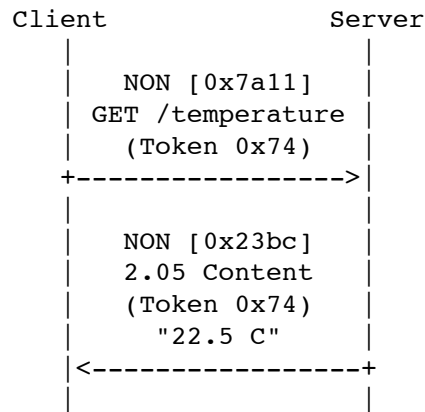 Client Server
NON [0x7a11]
GET /temperature
(Token 0x74)
NON [0x23bc]
2.05 Content
(Token 0x74)
"22.5 C"